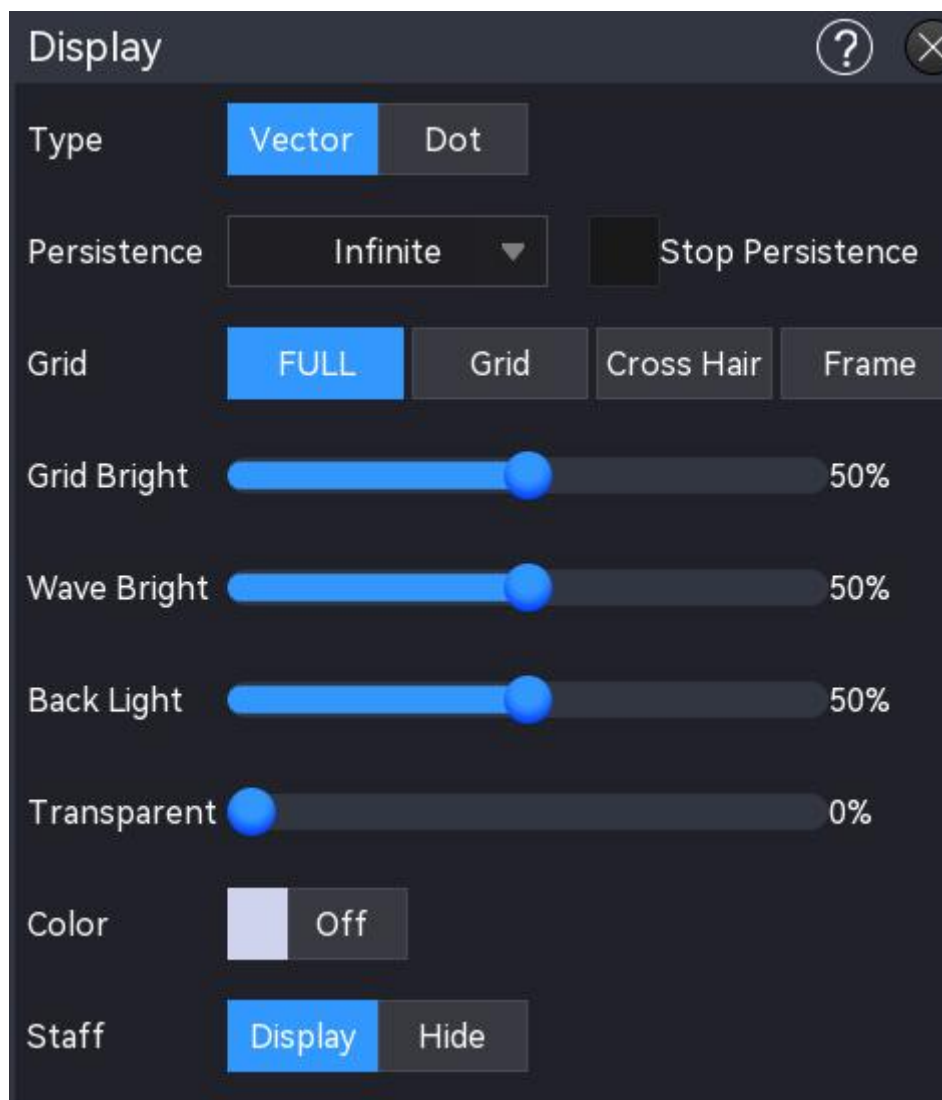 Display ?
Type Vector Dot
Persistence Infinite Stop Persistence
Grid FULL Grid Cross Hair Frame
Grid Bright 50%
Wave Bright 50%
Back Light 50%
Transparent 0%
Color Off
Staff Display Hide